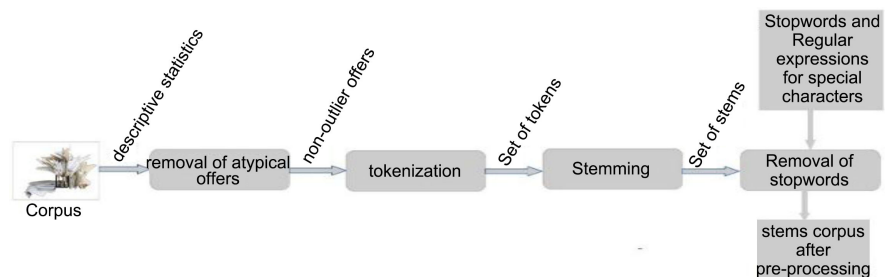 Corpus
descriptive statistics
removal of atypical
offers
non-outlier offers
tokenization
Set of tokens
Stemming
Set of stems
Stopwords and
Regular
expressions
for special
characters
Removal of
stopwords
stems corpus
after
pre-processing